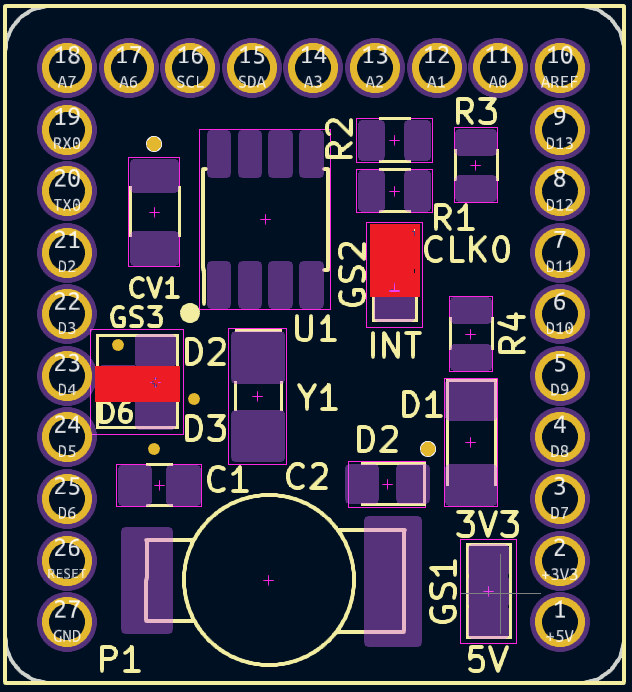 18 17 16 15 14 13 12 11 10
A7 A6 SCL SDA A3 A2 A1 A0 AREF
19
RX0
R2
R3
9
D13
20
TX0
8
D12
R1
21
D2
GS2
CLK0
7
D11
CV1
22
D3
GS3
U1
INT
R4
6
D10
23
D4
D2
5
D9
D6
Y1
D1
D3
24
D5
D2
4
D8
C1
C2
25
D6
3
D7
3V3
26
RESET
GS1
2
+3V3
27
GND
1
+5V
P1
5V